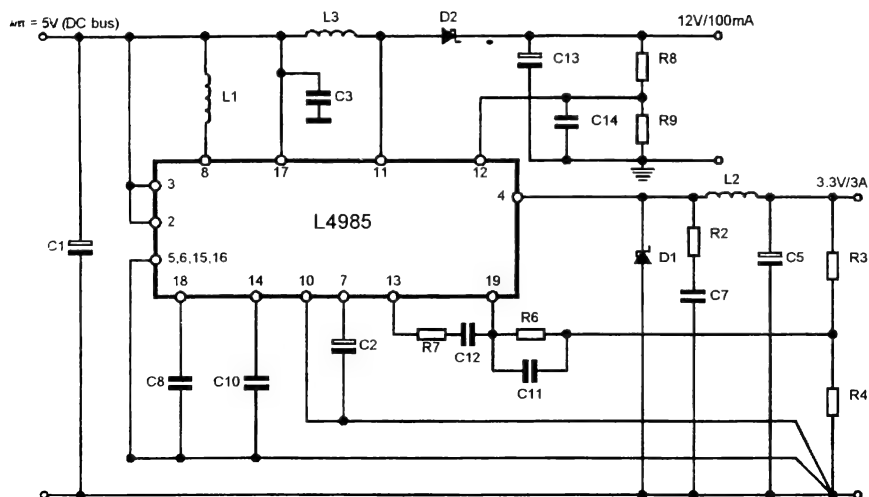 = 5V (DC bus)
L3
D2
12V/100mA
C13
R8
L1
C3
C14
R9
8
17
11
12
3
2
5,6,15,16
L4985
4
L2
3.3V/3A
C1
R2
D1
C5
R3
C7
18
14
10
7
13
19
R6
R7
C12
C2
C11
C8
C10
R4